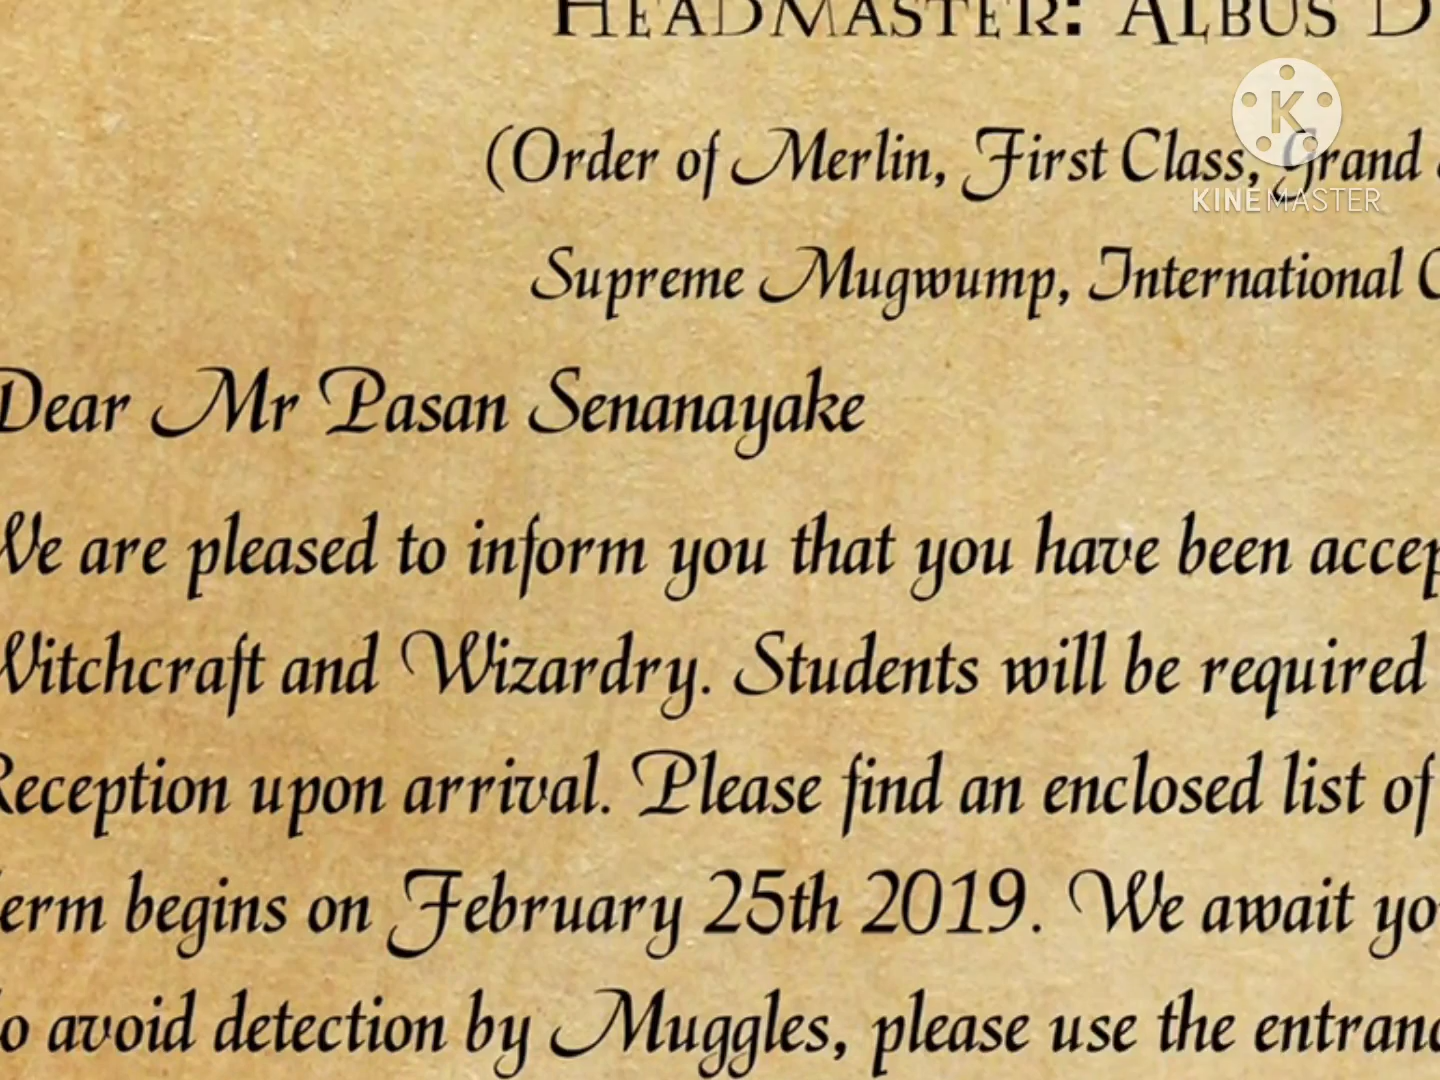 HEADMASTER: ALBUS D
(Order of Merlin, First Class, Grand
K
KINEMASTER
Supreme Mugwump, International C
Dear Mr Pasan Senanayake
We are pleased to inform you that you have been accep
Witchcraft and Wizardry. Students will be required
Reception upon arrival. Please find an enclosed list of
erm begins on February 25th 2019. We await yo
o avoid detection by Muggles, please use the entranc